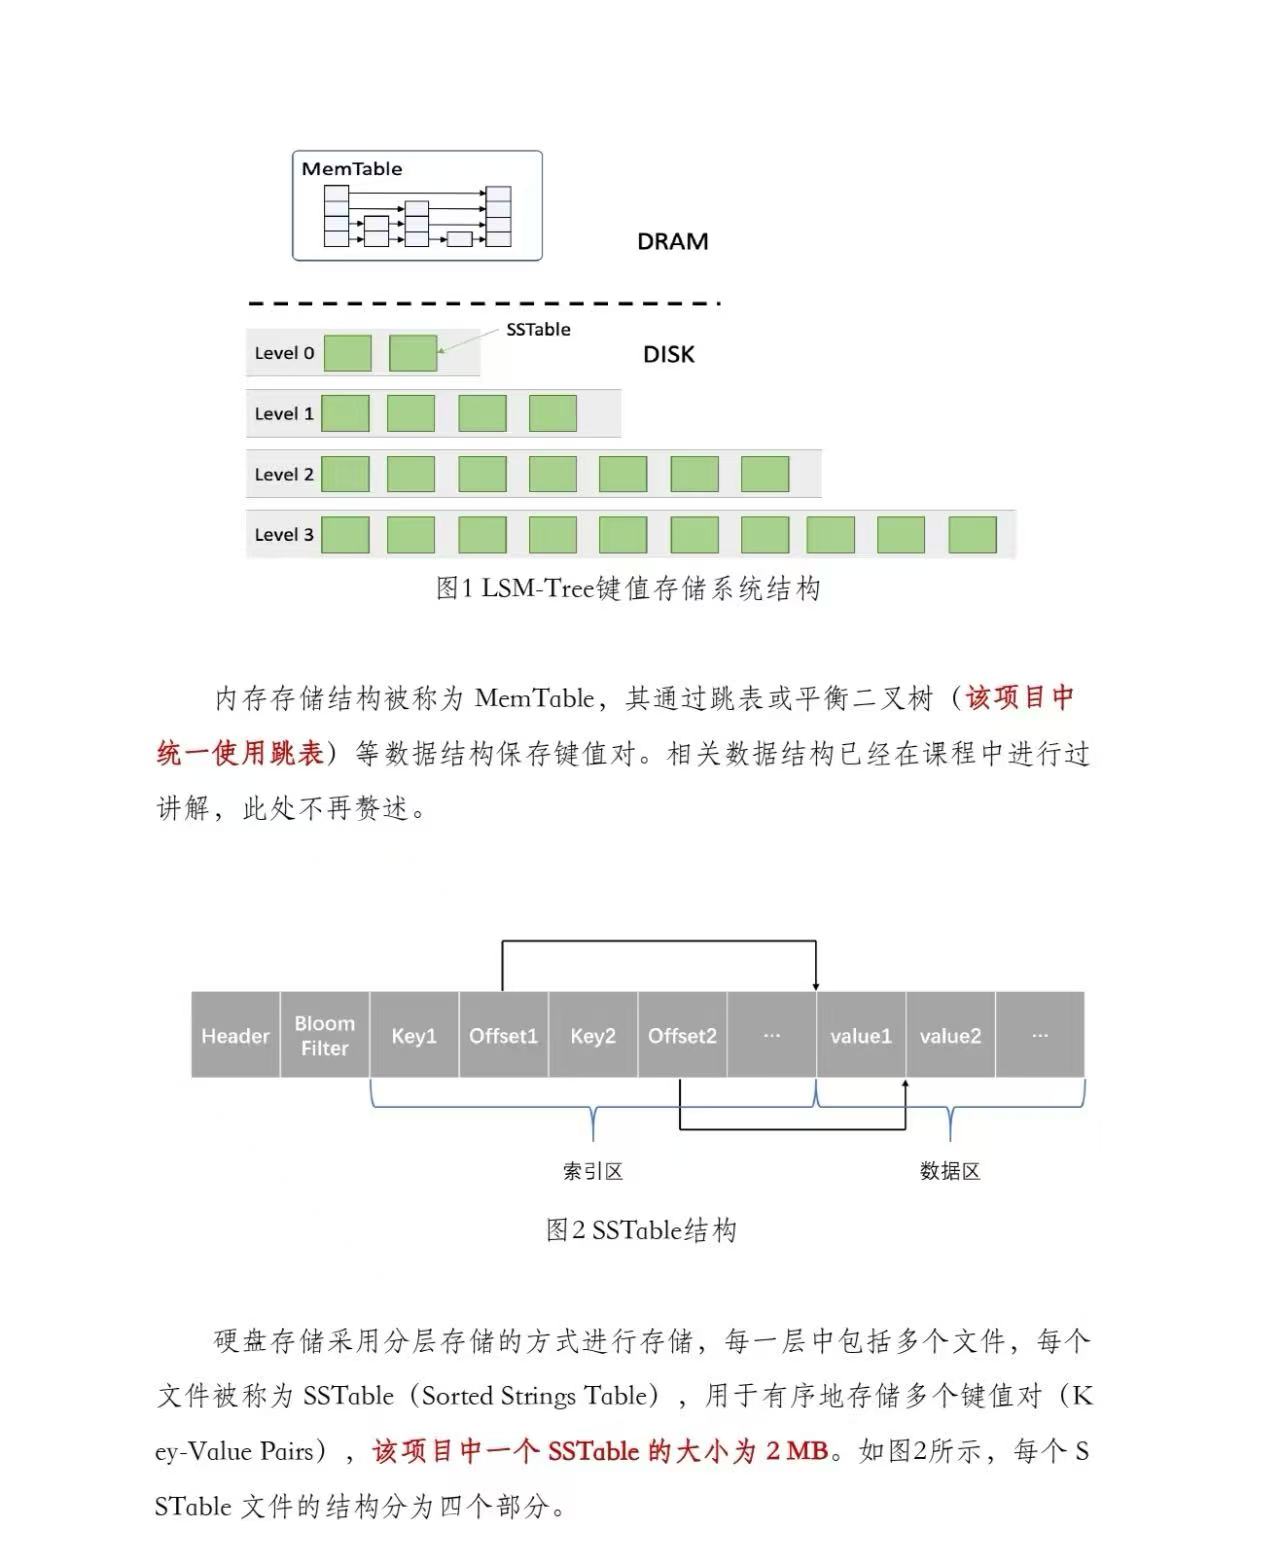 MemTable
DRAM
SSTable
Level 0
DISK
Level 1
Level 2
Level 3
图1 LSM-Tree键值存储系统结构
内存存储结构被称为 MemTable，其通过跳表或平衡二叉树（该项目中
统一使用跳表）等数据结构保存键值对。相关数据结构已经在课程中进行过
讲解，此处不再赘述。
Header
Bloom
Filter
Key1
Offset1
Key2
Offset2
…
value1
value2
…
索引区
数据区
图2 SSTable结构
硬盘存储采用分层存储的方式进行存储，每一层中包括多个文件，每个
文件被称为 SSTable（Sorted Strings Table），用于有序地存储多个键值对（K
ey-Value Pairs），该项目中一个 SSTable 的大小为 2 MB。如图2所示，每个 S
STable 文件的结构分为四个部分。